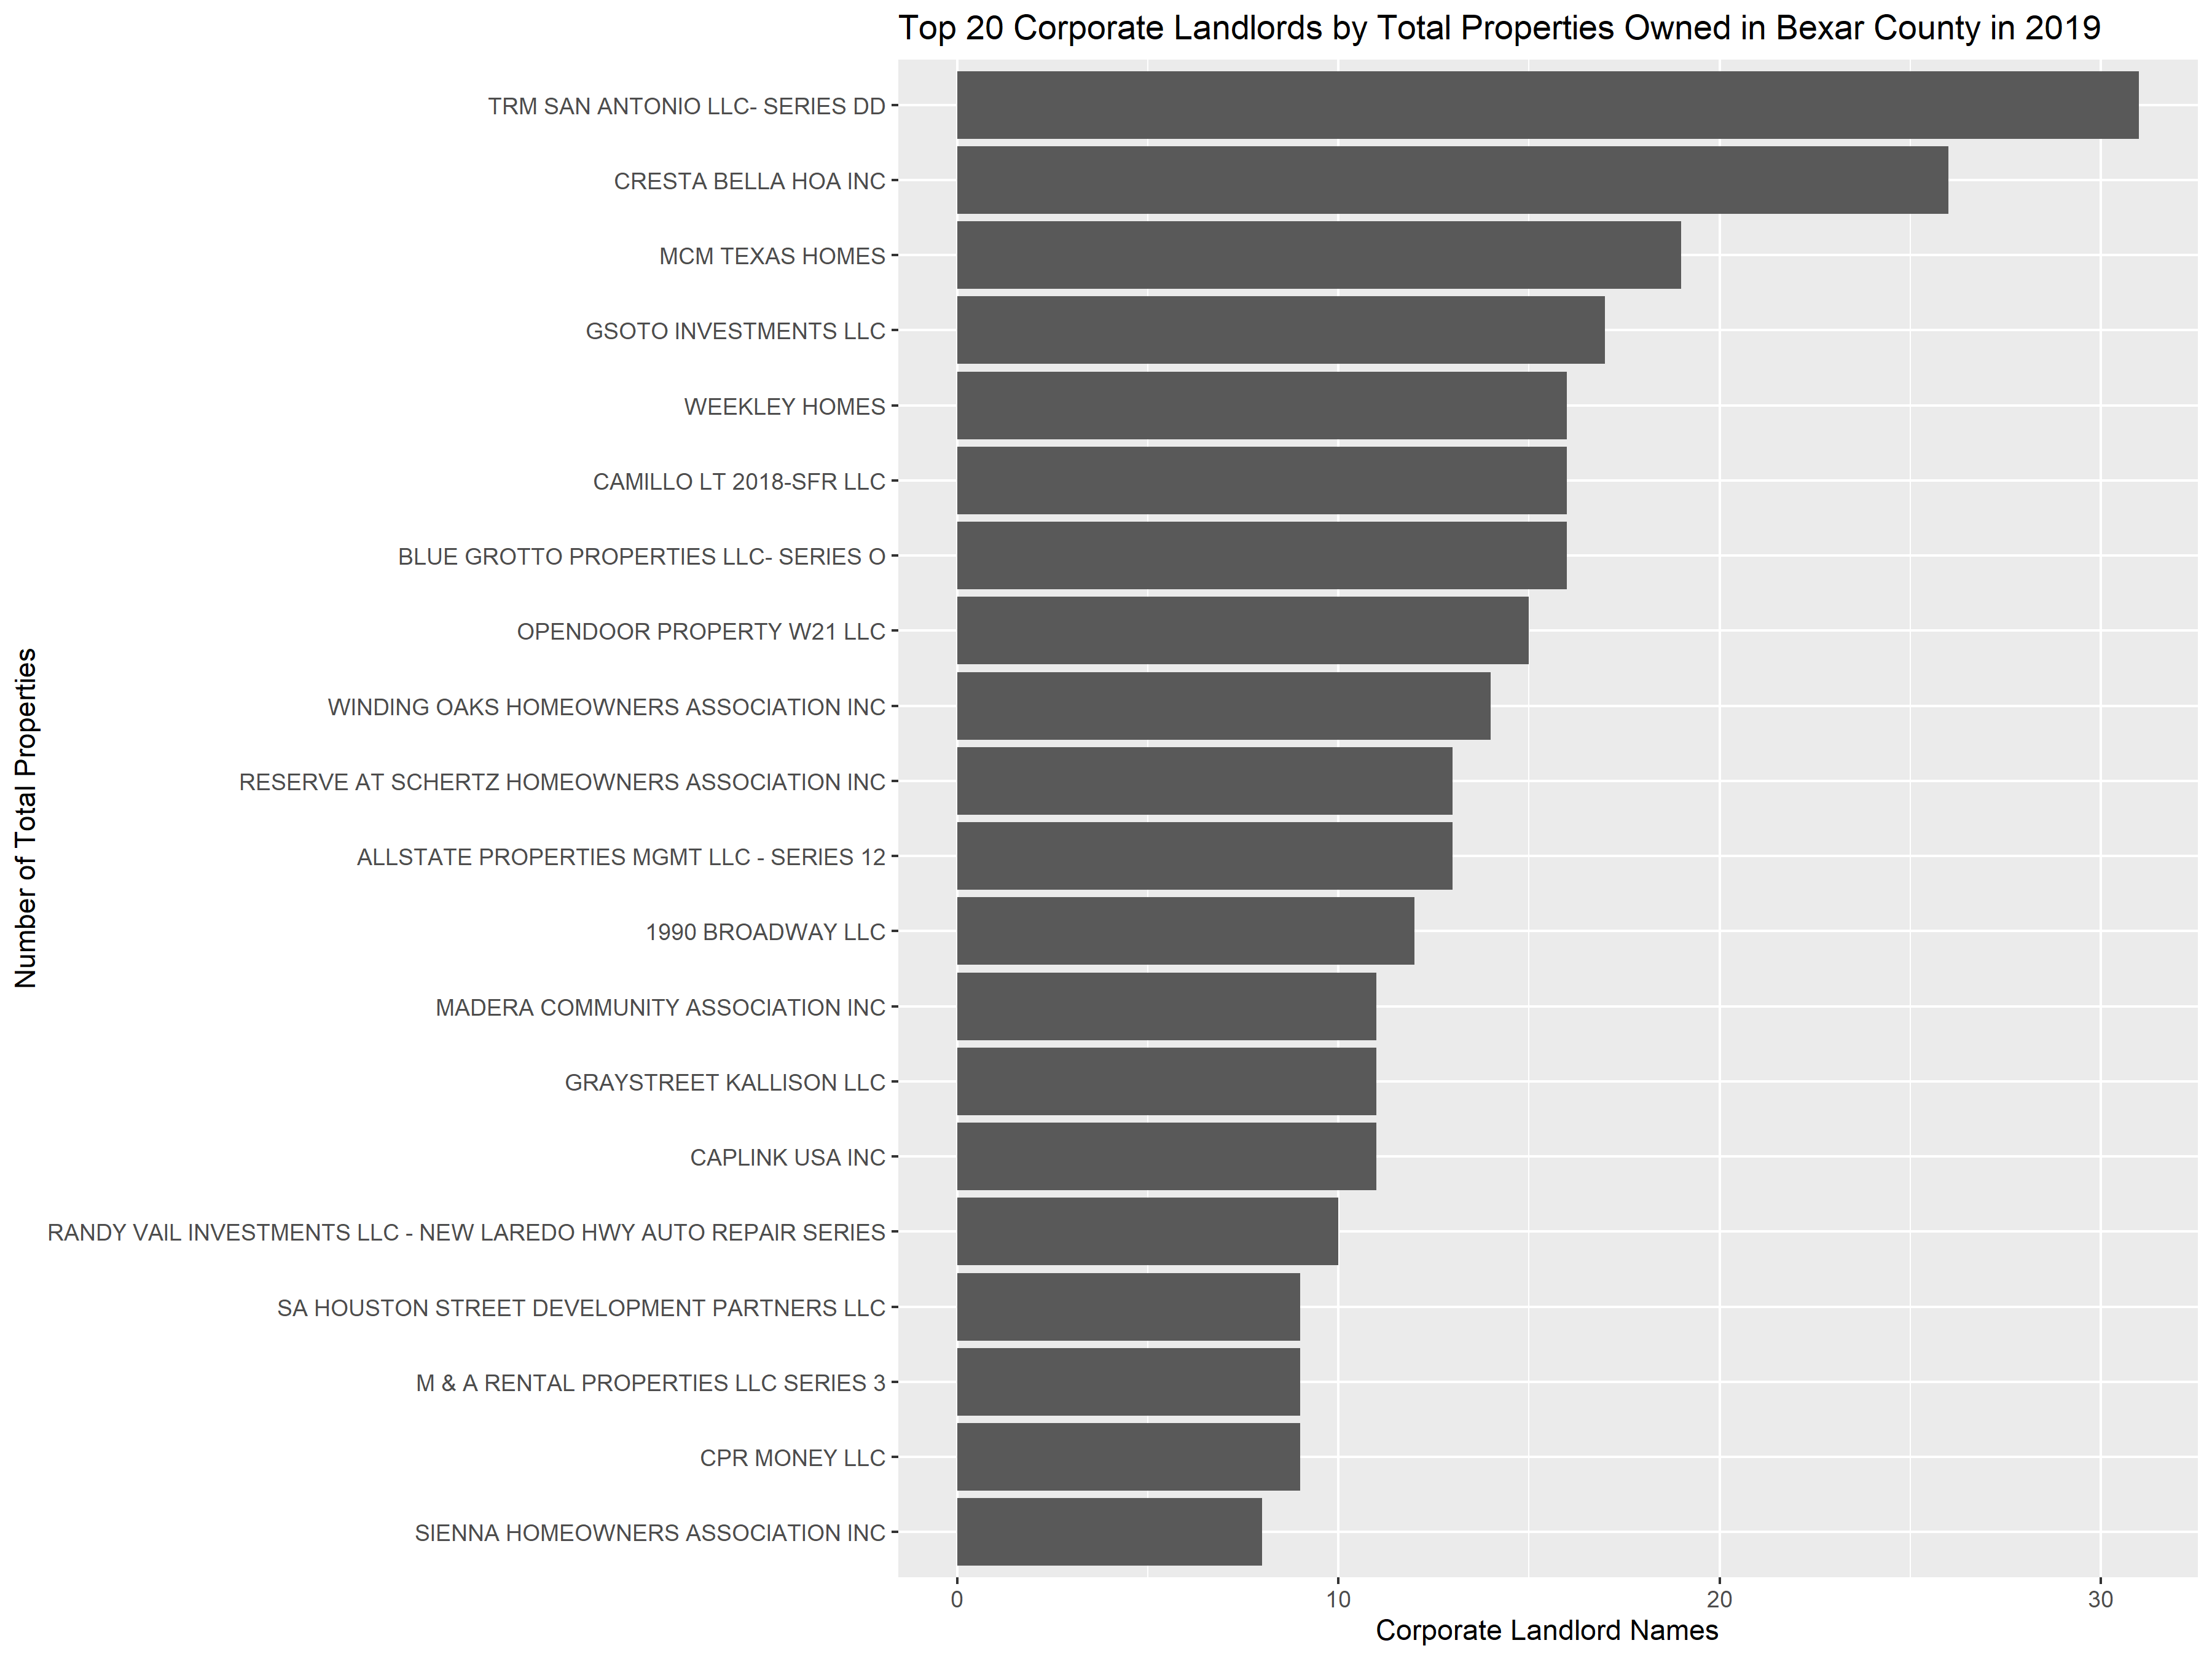 Top 20 Corporate Landlords by Total Properties Owned in Bexar County in 2019
Number of Total Properties
TRM SAN ANTONIO LLC- SERIES DD
CRESTA BELLA HOA INC
MCM TEXAS HOMES
GSOTO INVESTMENTS LLC
WEEKLEY HOMES
CAMILLO LT 2018-SFR LLC
BLUE GROTTO PROPERTIES LLC- SERIES O
OPENDOOR PROPERTY W21 LLC
WINDING OAKS HOMEOWNERS ASSOCIATION INC
RESERVE AT SCHERTZ HOMEOWNERS ASSOCIATION INC
ALLSTATE PROPERTIES MGMT LLC - SERIES 12
1990 BROADWAY LLC
MADERA COMMUNITY ASSOCIATION INC
GRAYSTREET KALLISON LLC
CAPLINK USA INC
RANDY VAIL INVESTMENTS LLC - NEW LAREDO HWY AUTO REPAIR SERIES
SA HOUSTON STREET DEVELOPMENT PARTNERS LLC
M & A RENTAL PROPERTIES LLC SERIES 3
CPR MONEY LLC
SIENNA HOMEOWNERS ASSOCIATION INC
0 10 20 30
Corporate Landlord Names